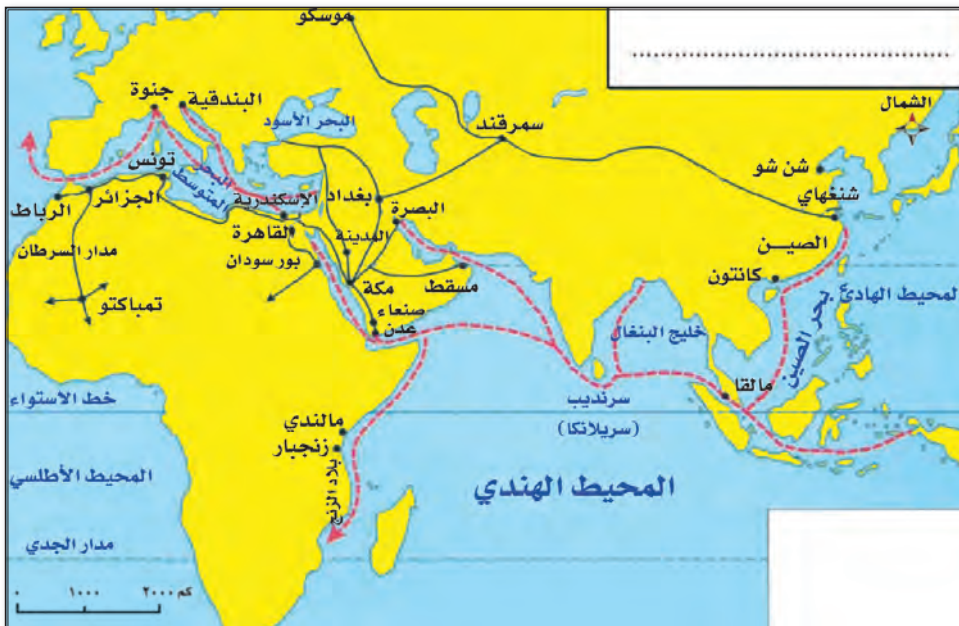 موسكو
........................................
الشمال
جنوة
البندقية
البحر الأسود
سمرقند
شن شو
شنغهاي
تونس
البحر
المتوسط
الإسكندرية
بغداد
البصرة
الرباط
الجزائر
القاهرة
المدينة
الصيــن
مدار السرطان
بور سودان
مكة
مسقط
كانتون
المحيط الهادئ
تمباكتو
صنعاء
عدن
خليج البنغال
بحر الصين
مالقا
خط الاستواء
سرنديب
(سريلانكا)
مالندي
زنجبار
بلاد الزنج
المحيط الأطلسي
المحيط الهندي
مدار الجدي
٠ ١٠٠٠ ٢٠٠٠ كم